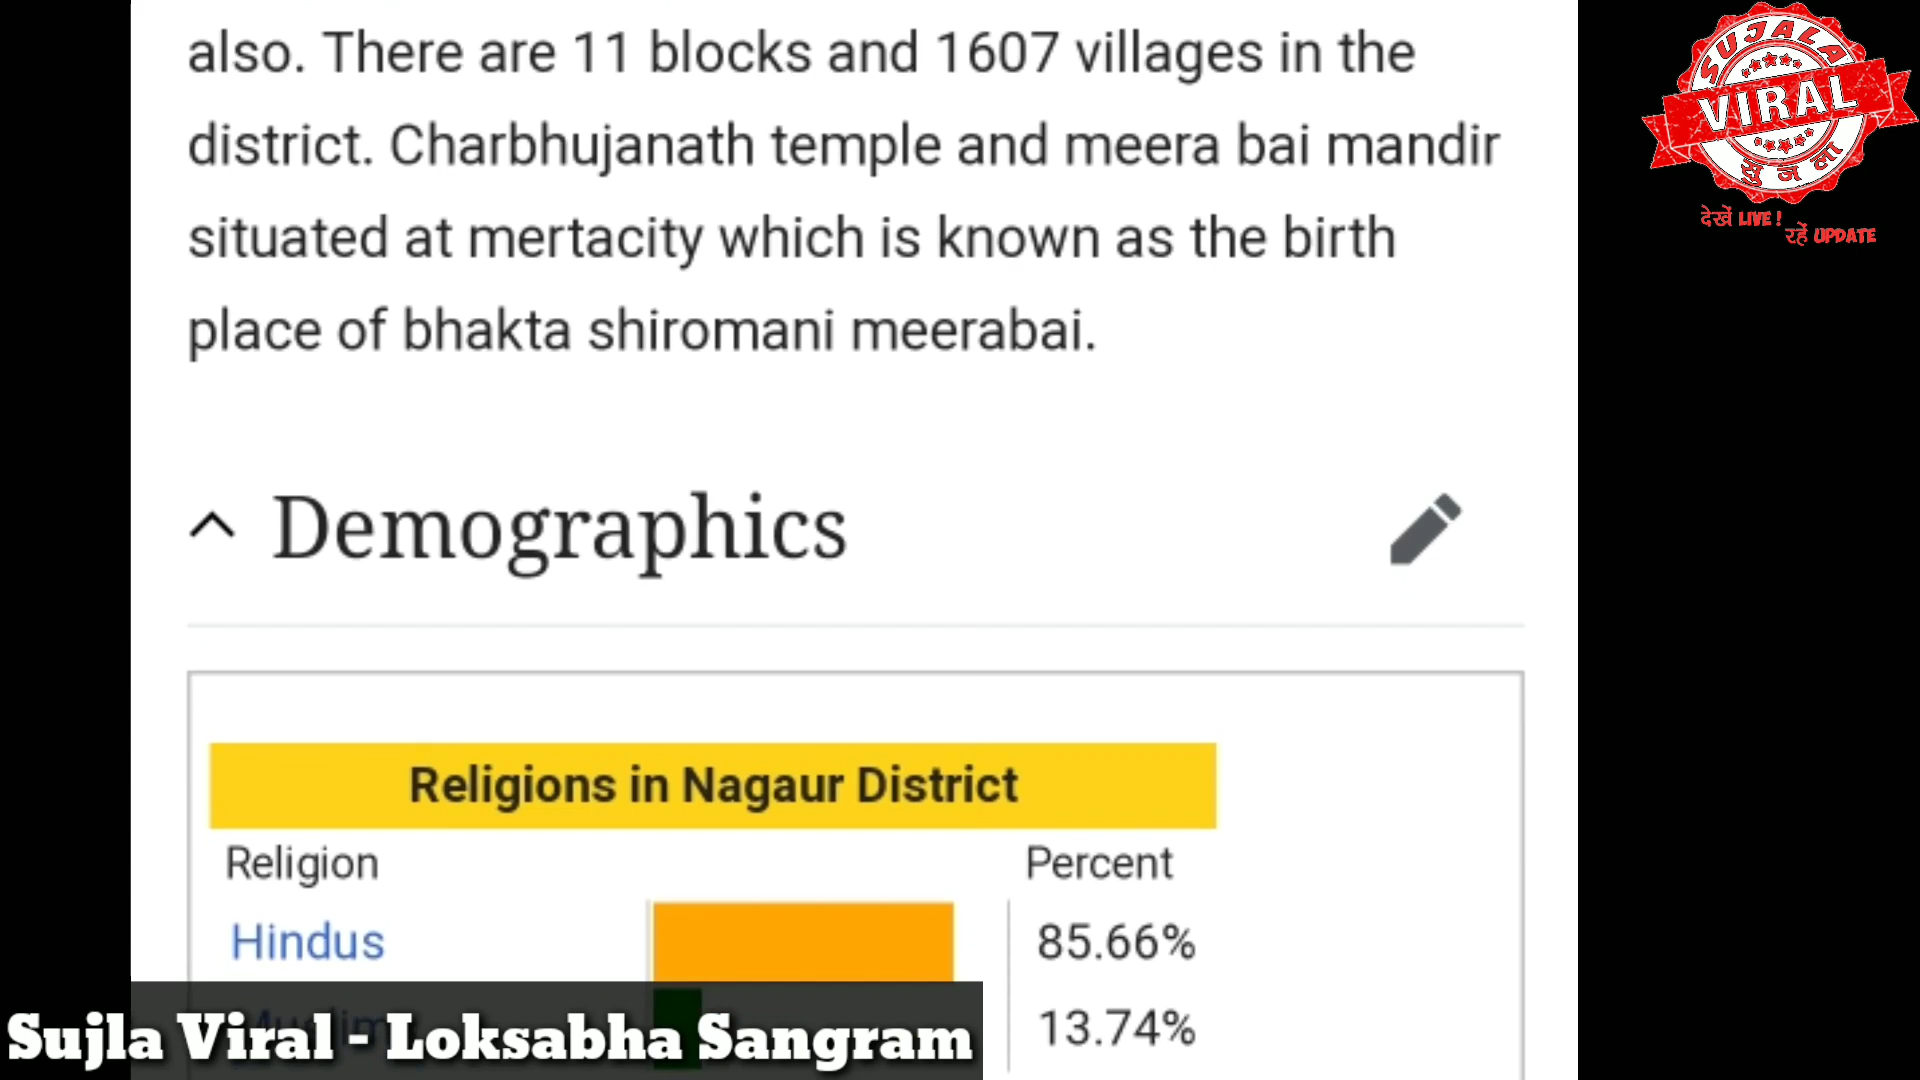 also. There are 11 blocks and 1607 villages in the
district. Charbhujanath temple and meera bai mandir
situated at mertacity which is known as the birth
place of bhakta shiromani meerabai.
Demographics
Religions in Nagaur District
Religion Percent
Hindus 85.66%
13.74%
Sujla Viral - Loksabha Sangram
SUJALA
VIRAL
सुजला
देखें LIVE !
रहें UPDATE